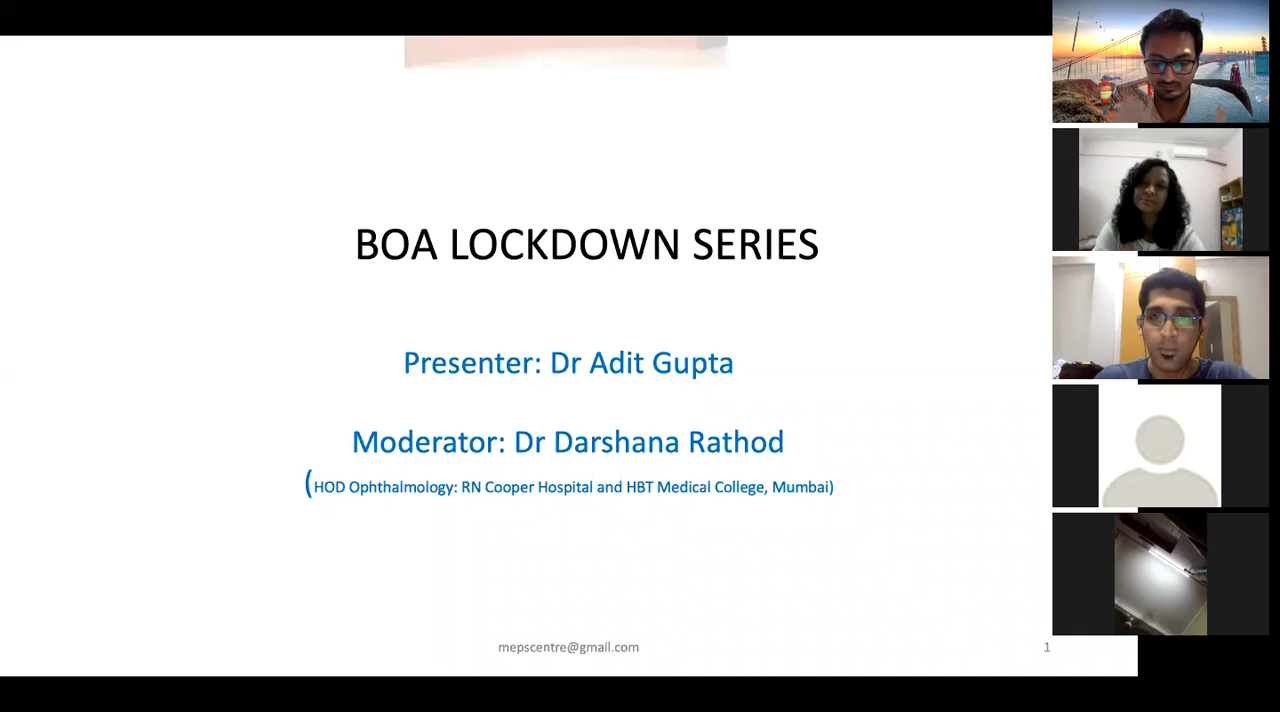 BOA LOCKDOWN SERIES
Presenter: Dr Adit Gupta
Moderator: Dr Darshana Rathod
(HOD Ophthalmology: RN Cooper Hospital and HBT Medical College, Mumbai)
mepscentre@gmail.com
1